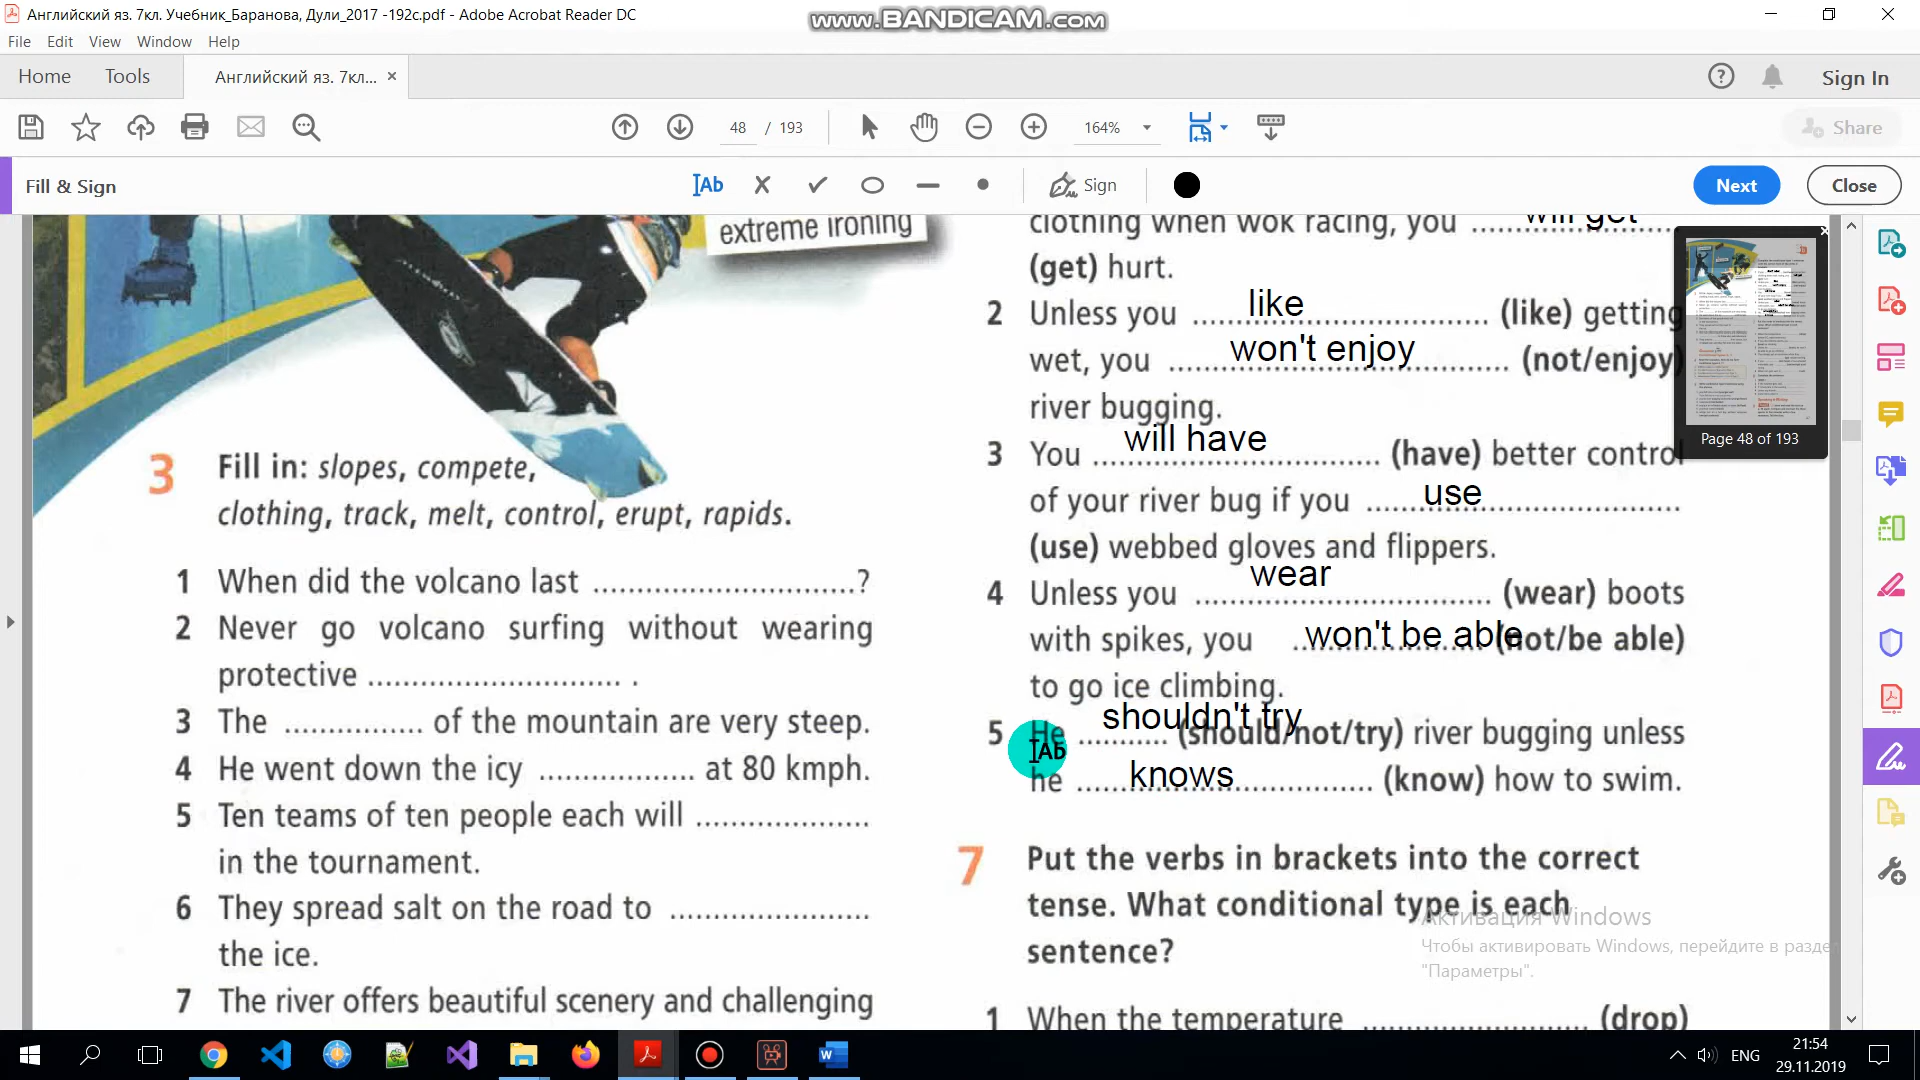 Английский яз. 7кл. Учебник_Баранова, Дули_2017 -192с.pdf - Adobe Acrobat Reader DC
www.BANDICAM.com
File Edit View Window Help
Home Tools Английский яз. 7кл... × Sign In
48 / 193 164% Share
Fill & Sign Ab Sign Next Close
extreme ironing
3 Fill in: slopes, compete,
clothing, track, melt, control, erupt, rapids.
1 When did the volcano last ............................?
2 Never go volcano surfing without wearing
protective ........................... .
3 The ............... of the mountain are very steep.
4 He went down the icy ................. at 80 kmph.
5 Ten teams of ten people each will ...................
in the tournament.
6 They spread salt on the road to ......................
the ice.
7 The river offers beautiful scenery and challenging
clothing when wok racing, you will get
(get) hurt.
2 Unless you like (like) getting
wet, you won't enjoy (not/enjoy)
river bugging.
3 You will have (have) better control
of your river bug if you use
(use) webbed gloves and flippers.
4 Unless you wear (wear) boots
with spikes, you won't be able (not/be able)
to go ice climbing.
5 He shouldn't try (should/not/try) river bugging unless
he knows (know) how to swim.
7 Put the verbs in brackets into the correct
tense. What conditional type is each
sentence?
1 When the temperature ......................... (drop)
Page 48 of 193
Активация Windows
Чтобы активировать Windows, перейдите в раздел
"Параметры".
ENG
21:54
29.11.2019